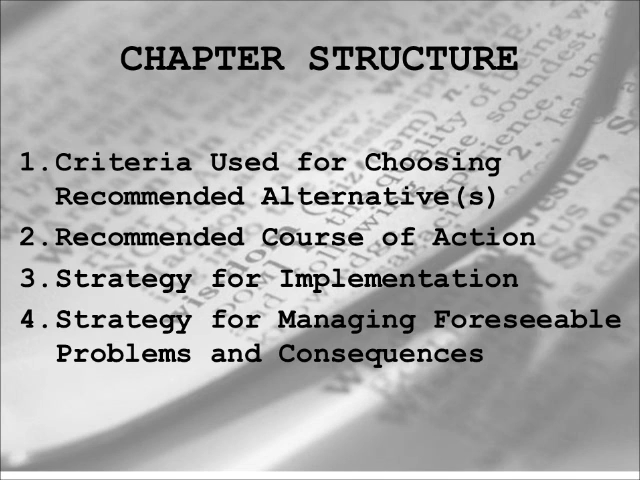 CHAPTER STRUCTURE
1.Criteria Used for Choosing
Recommended Alternative(s)
2.Recommended Course of Action
3.Strategy for Implementation
4.Strategy for Managing Foreseeable
Problems and Consequences